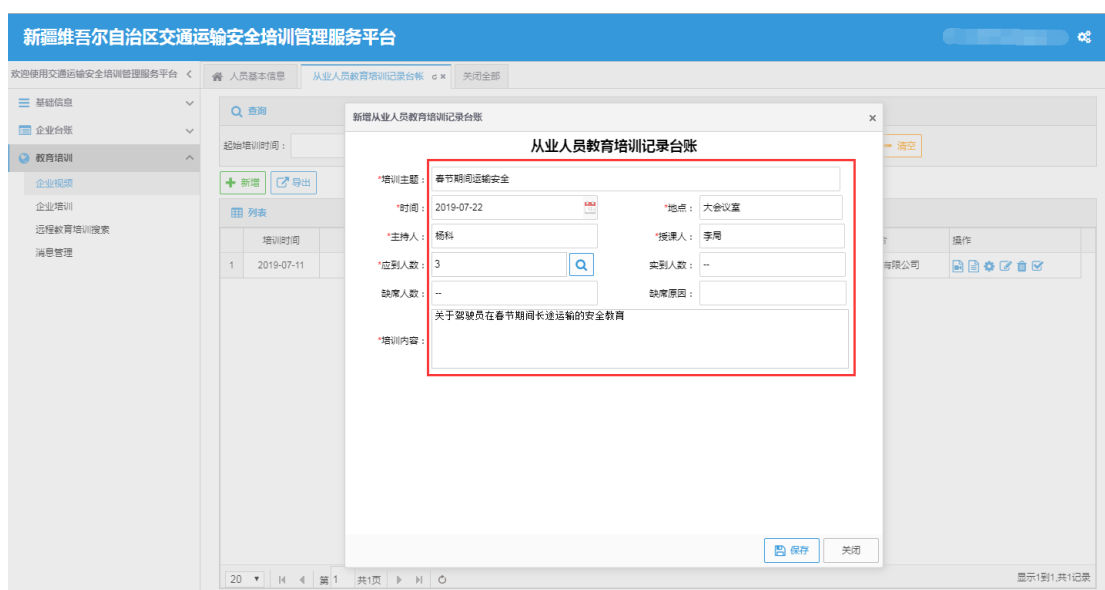 新疆维吾尔自治区交通运输安全培训管理服务平台
欢迎使用交通运输安全培训管理服务平台
人员基本信息 从业人员教育培训记录台帐 关闭全部
基础信息
企业台账
教育培训
企业视频
企业培训
远程教育培训搜索
消息管理
查询
起始培训时间：
清空
新增 导出
列表
培训时间 操作
1 2019-07-11 有限公司
新增从业人员教育培训记录台账
从业人员教育培训记录台账
*培训主题： 春节期间运输安全
*时间： 2019-07-22 *地点： 大会议室
*主持人： 杨科 *授课人： 李局
*应到人数： 3 实到人数： --
缺席人数： -- 缺席原因：
*培训内容： 关于驾驶员在春节期间长途运输的安全教育
保存 关闭
20 第 1 共1页 显示1到1,共1记录